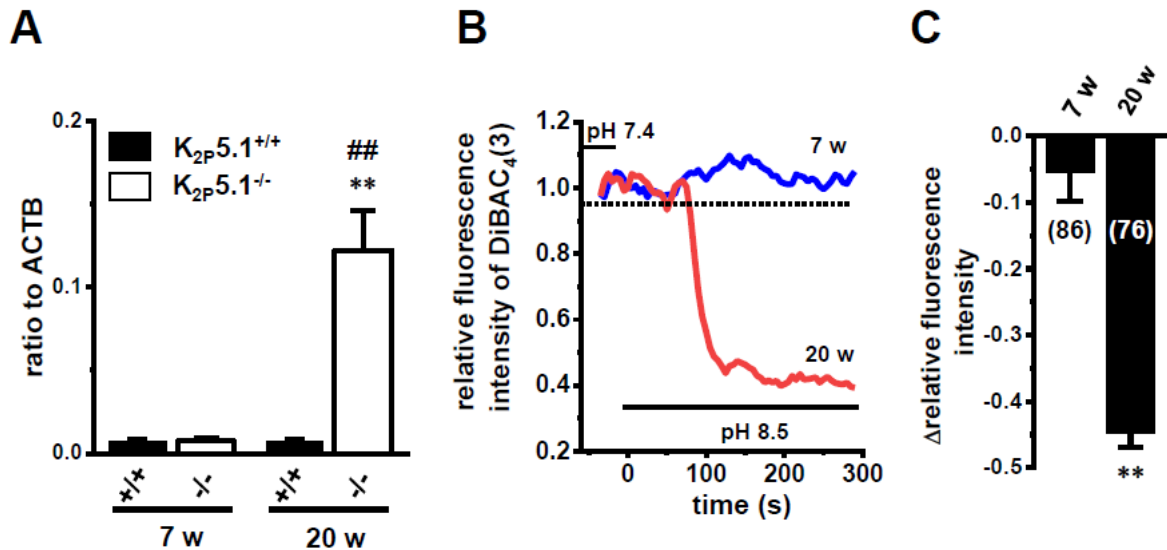 A
ratio to ACTB
0.2
0.1
0.0
K2P5.1+/+
K2P5.1-/-
##
**
+/+
-/-
+/+
-/-
7 w
20 w
B
relative fluorescence
intensity of DiBAC4(3)
1.2
1.0
0.8
0.6
0.4
0.2
pH 7.4
7 w
20 w
pH 8.5
0
100
200
300
time (s)
C
7 w
20 w
Δrelative fluorescence
intensity
0.0
-0.1
-0.2
-0.3
-0.4
-0.5
(86)
(76)
**